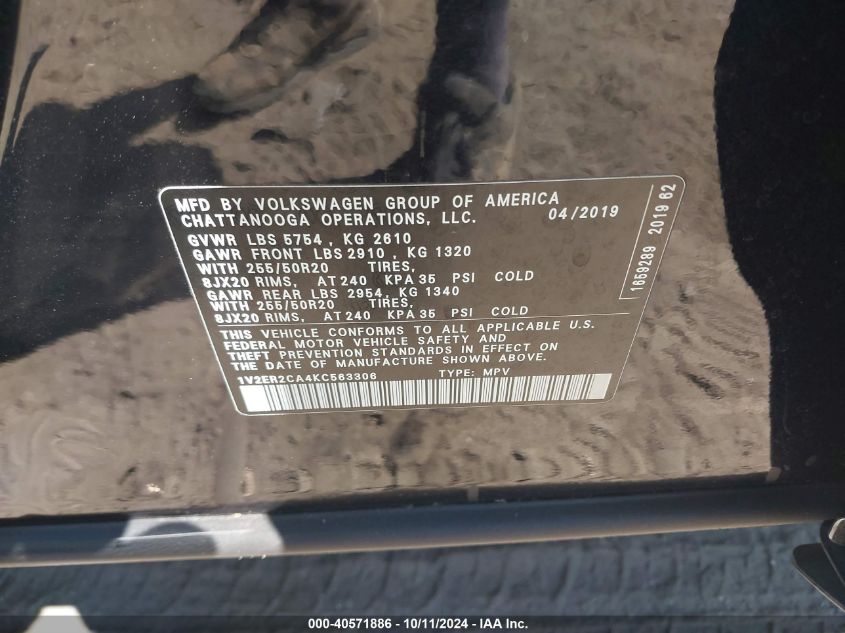 MFD BY VOLKSWAGEN GROUP OF AMERICA
CHATTANOOGA OPERATIONS, LLC. 04/2019
GVWR LBS 5754 , KG 2610
GAWR FRONT LBS 2910 , KG 1320
WITH 255/50R20 TIRES,
8JX20 RIMS, AT 240 KPA 35 PSI COLD
GAWR REAR LBS 2954, KG 1340
WITH 255/50R20 TIRES,
8JX20 RIMS, AT 240 KPA 35 PSI COLD
THIS VEHICLE CONFORMS TO ALL APPLICABLE U.S.
FEDERAL MOTOR VEHICLE SAFETY AND
THEFT PREVENTION STANDARDS IN EFFECT ON
THE DATE OF MANUFACTURE SHOWN ABOVE.
1V2ER2CA4KC563306 TYPE: MPV
1659289 2019 62
000-40571886 - 10/11/2024 - IAA Inc.